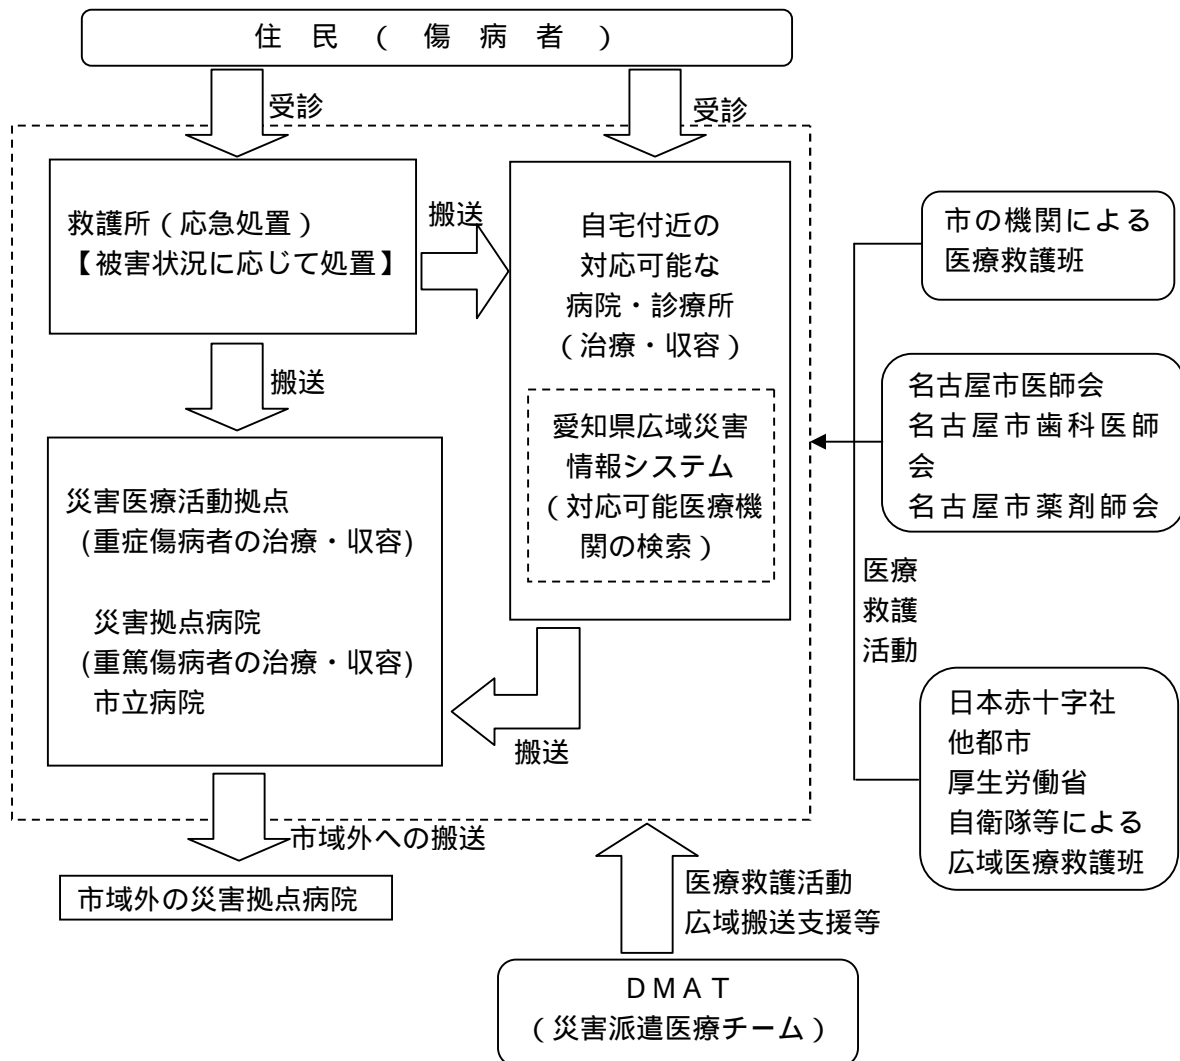 住民（傷病者）
受診
受診
救護所（応急処置）
【被害状況に応じて処置】
搬送
自宅付近の
対応可能な
病院・診療所
（治療・収容）
愛知県広域災害
情報システム
（対応可能医療機
関の検索）
搬送
災害医療活動拠点
(重症傷病者の治療・収容)
災害拠点病院
(重篤傷病者の治療・収容)
市立病院
搬送
市域外への搬送
市域外の災害拠点病院
市の機関による
医療救護班
名古屋市医師会
名古屋市歯科医師
会
名古屋市薬剤師会
医療
救護
活動
日本赤十字社
他都市
厚生労働省
自衛隊等による
広域医療救護班
医療救護活動
広域搬送支援等
ＤＭＡＴ
（災害派遣医療チーム）